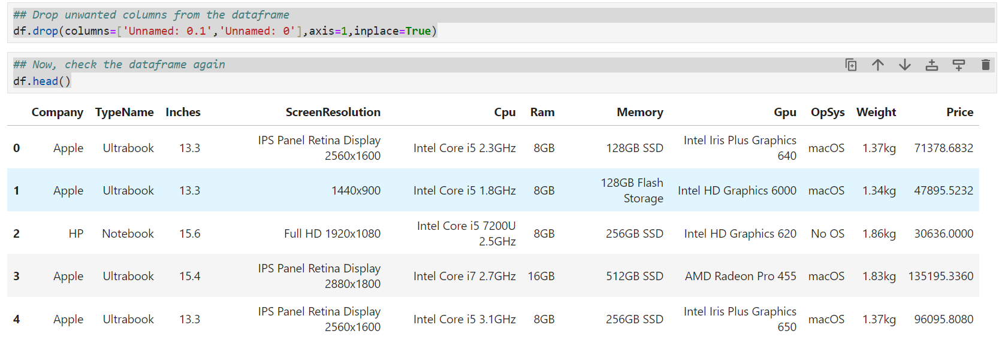 ## Drop unwanted columns from the dataframe
df.drop(columns=['Unnamed: 0.1','Unnamed: 0'],axis=1,inplace=True)
## Now, check the dataframe again
df.head()
Company TypeName Inches ScreenResolution Cpu Ram Memory Gpu OpSys Weight Price
0 Apple Ultrabook 13.3 IPS Panel Retina Display 2560x1600 Intel Core i5 2.3GHz 8GB 128GB SSD Intel Iris Plus Graphics 640 macOS 1.37kg 71378.6832
1 Apple Ultrabook 13.3 1440x900 Intel Core i5 1.8GHz 8GB 128GB Flash Storage Intel HD Graphics 6000 macOS 1.34kg 47895.5232
2 HP Notebook 15.6 Full HD 1920x1080 Intel Core i5 7200U 2.5GHz 8GB 256GB SSD Intel HD Graphics 620 No OS 1.86kg 30636.0000
3 Apple Ultrabook 15.4 IPS Panel Retina Display 2880x1800 Intel Core i7 2.7GHz 16GB 512GB SSD AMD Radeon Pro 455 macOS 1.83kg 135195.3360
4 Apple Ultrabook 13.3 IPS Panel Retina Display 2560x1600 Intel Core i5 3.1GHz 8GB 256GB SSD Intel Iris Plus Graphics 650 macOS 1.37kg 96095.8080